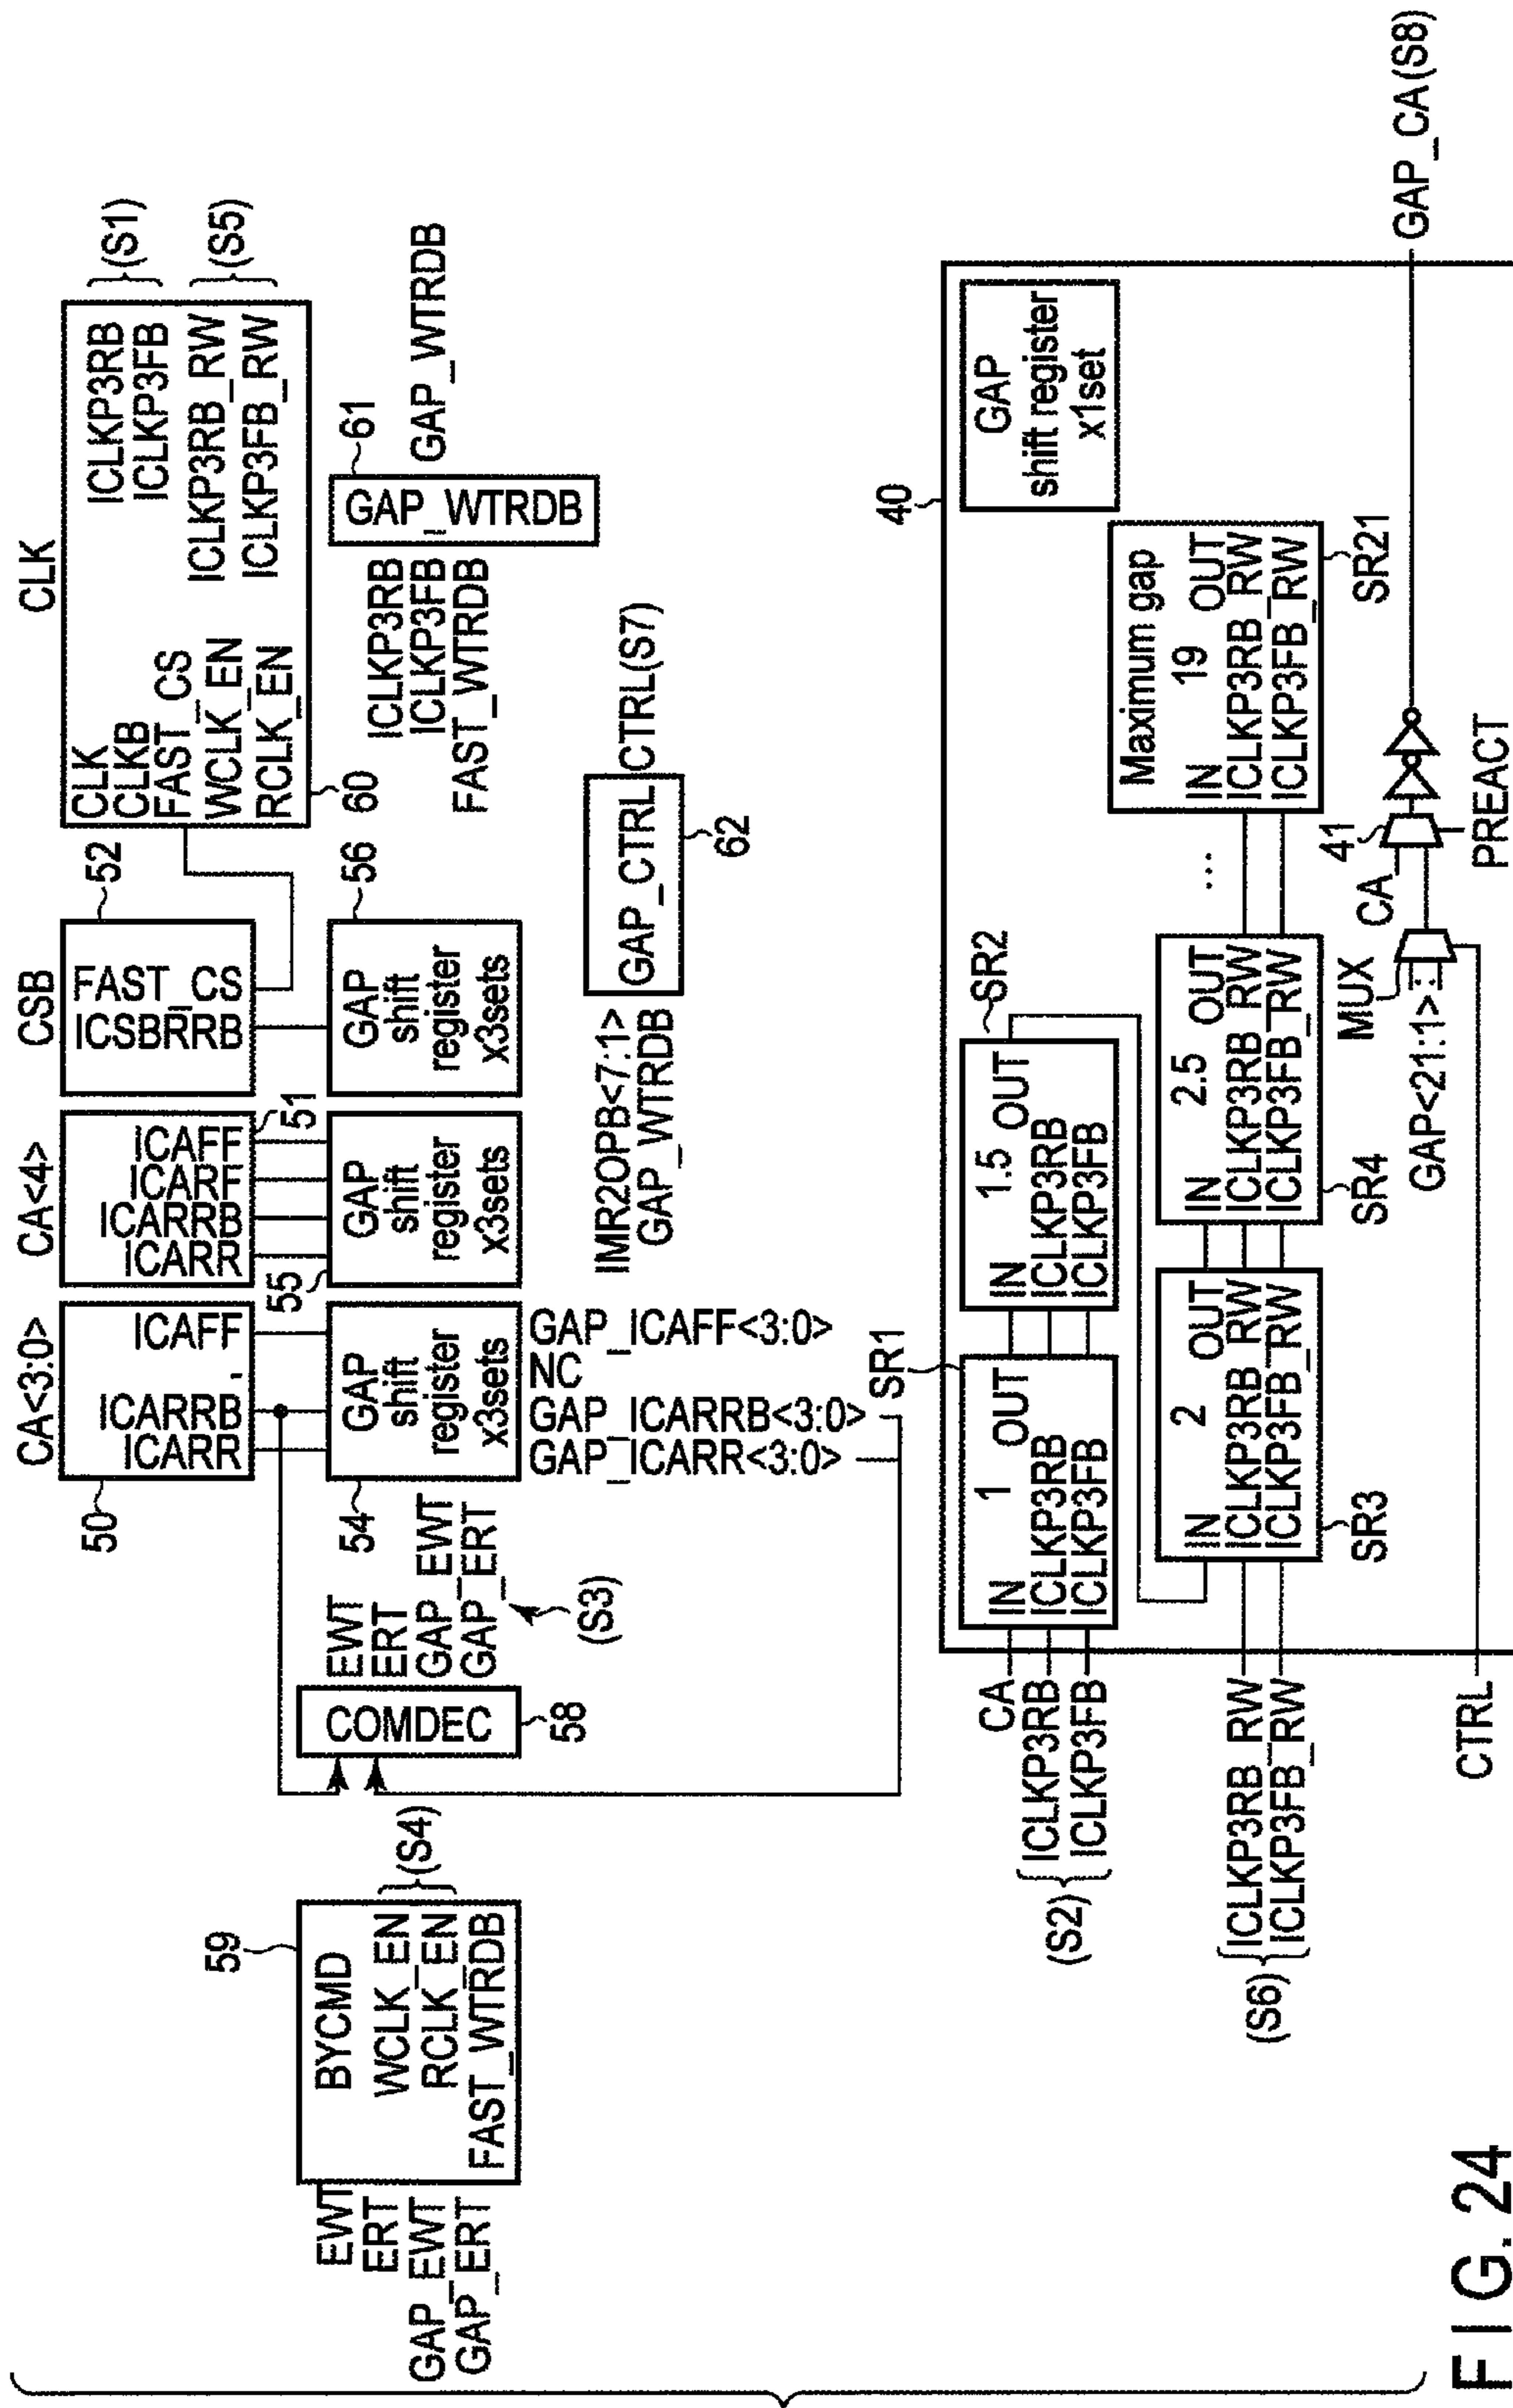 CA<3:0>
50
ICAFF
ICARRB
ICARR
CA<4>
51
ICAFF
ICARF
ICARRB
ICARR
CSB
52
FAST_CS
ICSBRRB
CLK
CLK
CLKB
FAST_CS
WCLK_EN
RCLK_EN
ICLKP3RB
ICLKP3FB
ICLKP3RB_RW
ICLKP3FB_RW
(S1)
(S5)
60
54
GAP
shift
register
x3sets
55
GAP
shift
register
x3sets
56
GAP
shift
register
x3sets
GAP_ICAFF<3:0>
NC
GAP_ICARRB<3:0>
GAP_ICARR<3:0>
59
EWT
ERT
GAP_EWT
GAP_ERT
BYCMD
WCLK_EN
RCLK_EN
FAST_WTRDB
(S4)
COMDEC
58
EWT
ERT
GAP_EWT
GAP_ERT
(S3)
ICLKP3RB
ICLKP3FB
FAST_WTRDB
GAP_WTRDB
61
GAP_WTRDB
IMR2OPB<7:1>
GAP_WTRDB
GAP_CTRL
62
CTRL(S7)
40
GAP
shift register
x1set
CA
ICLKP3RB
ICLKP3FB
(S2)
SR1
1
IN
OUT
ICLKP3RB
ICLKP3FB
SR2
1.5
IN
OUT
ICLKP3RB
ICLKP3FB
ICLKP3RB_RW
ICLKP3FB_RW
(S6)
2
IN
OUT
ICLKP3RB_RW
ICLKP3FB_RW
SR3
2.5
IN
OUT
ICLKP3RB_RW
ICLKP3FB_RW
SR4
...
Maximum gap
19
IN
OUT
ICLKP3RB_RW
ICLKP3FB_RW
SR21
GAP<21:1>
MUX
CA
41
PREACT
CTRL
GAP_CA(S8)
FIG. 24